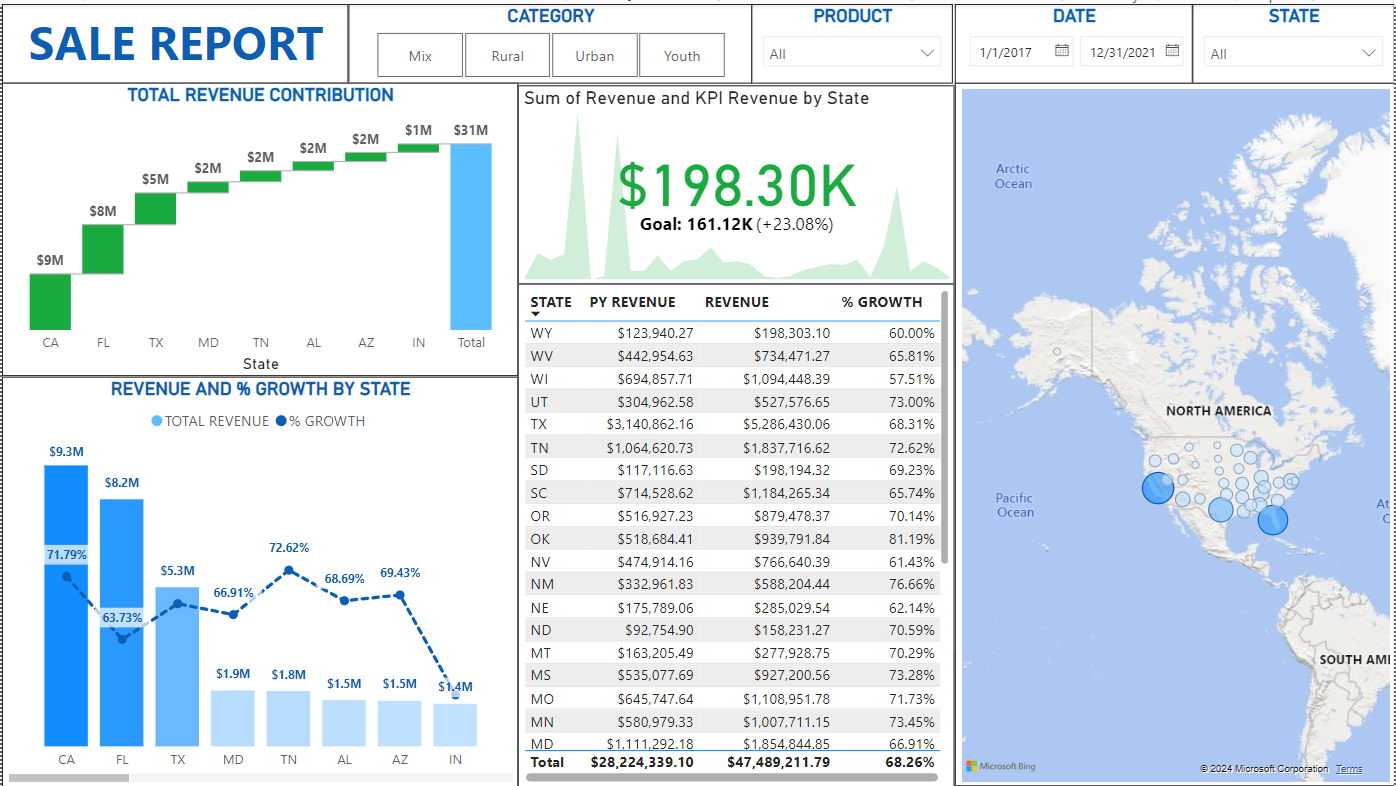 SALE REPORT
CATEGORY
Mix
Rural
Urban
Youth
PRODUCT
All
DATE
1/1/2017
12/31/2021
STATE
All
TOTAL REVENUE CONTRIBUTION
$9M
$8M
$5M
$2M
$2M
$2M
$2M
$1M
$31M
CA FL TX MD TN AL AZ IN Total
State
REVENUE AND % GROWTH BY STATE
TOTAL REVENUE % GROWTH
$9.3M
$8.2M
$5.3M
$1.9M
$1.8M
$1.5M
$1.5M
$1.4M
71.79%
63.73%
66.91%
72.62%
68.69%
69.43%
CA FL TX MD TN AL AZ IN
Sum of Revenue and KPI Revenue by State
$198.30K
Goal: 161.12K (+23.08%)
STATE PY REVENUE REVENUE % GROWTH
WY $123,940.27 $198,303.10 60.00%
WV $442,954.63 $734,471.27 65.81%
WI $694,857.71 $1,094,448.39 57.51%
UT $304,962.58 $527,576.65 73.00%
TX $3,140,862.16 $5,286,430.06 68.31%
TN $1,064,620.73 $1,837,716.62 72.62%
SD $117,116.63 $198,194.32 69.23%
SC $714,528.62 $1,184,265.34 65.74%
OR $516,927.23 $879,478.37 70.14%
OK $518,684.41 $939,791.84 81.19%
NV $474,914.16 $766,640.39 61.43%
NM $332,961.83 $588,204.44 76.66%
NE $175,789.06 $285,029.54 62.14%
ND $92,754.90 $158,231.27 70.59%
MT $163,205.49 $277,928.75 70.29%
MS $535,077.69 $927,200.56 73.28%
MO $645,747.64 $1,108,951.78 71.73%
MN $580,979.33 $1,007,711.15 73.45%
MD $1,111,292.18 $1,854,844.85 66.91%
Total $28,224,339.10 $47,489,211.79 68.26%
Arctic
Ocean
NORTH AMERICA
Pacific
Ocean
At
SOUTH AM
Microsoft Bing
© 2024 Microsoft Corporation Terms